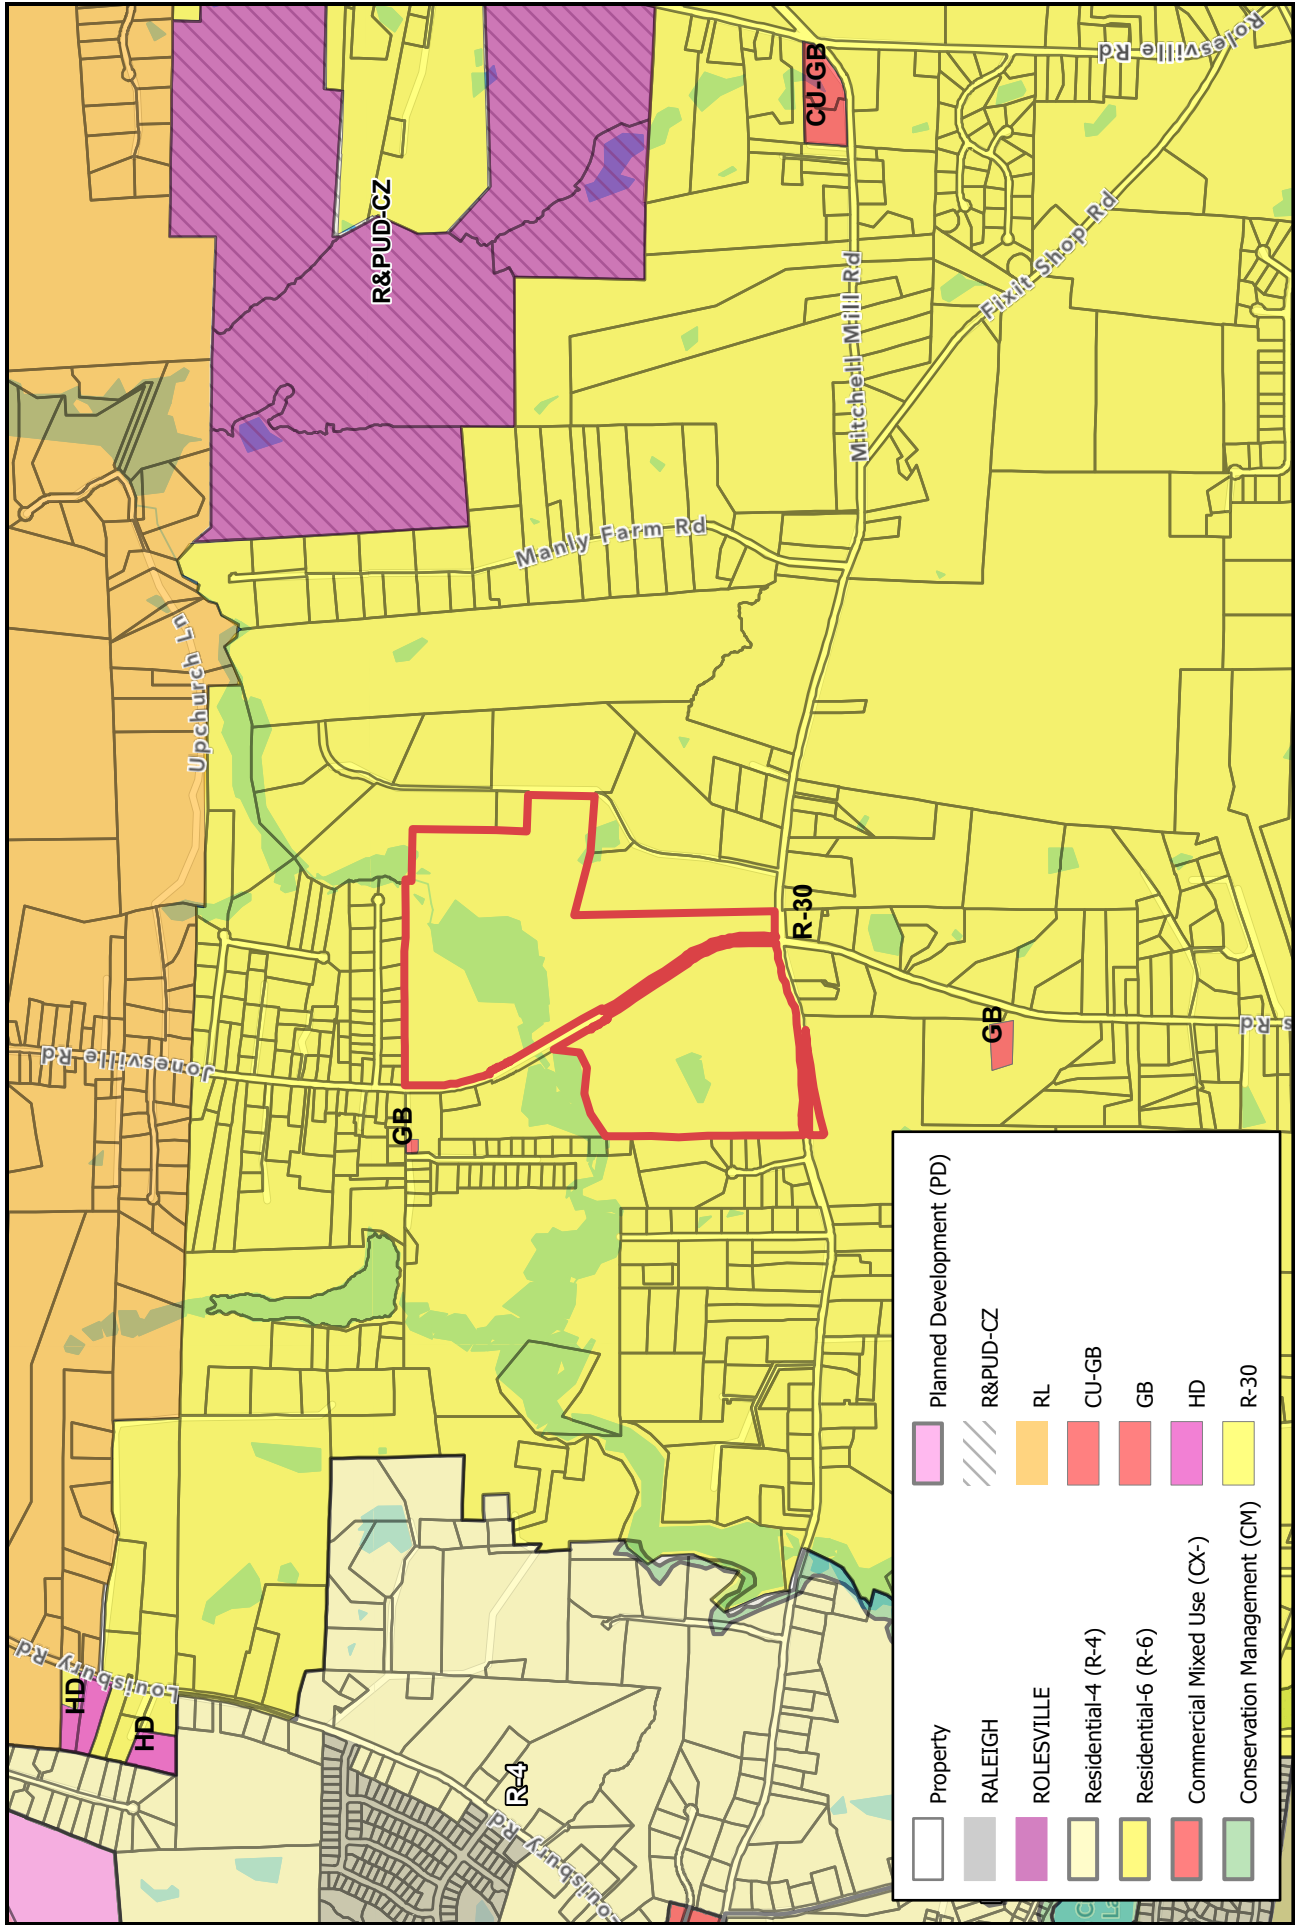 Rolesville Rd
CU-GB
R&PUD-CZ
Mitchell Mill Rd
Fixit Shop Rd
Manly Farm Rd
Upchurch Ln
Jonesville Rd
R-30
GB
GB
Rd
HD
HD
Louisbury Rd
R-4
Louisbury Rd
Property
RALEIGH
ROLESVILLE
Residential-4 (R-4)
Residential-6 (R-6)
Commercial Mixed Use (CX-)
Conservation Management (CM)
Planned Development (PD)
R&PUD-CZ
RL
CU-GB
GB
HD
R-30